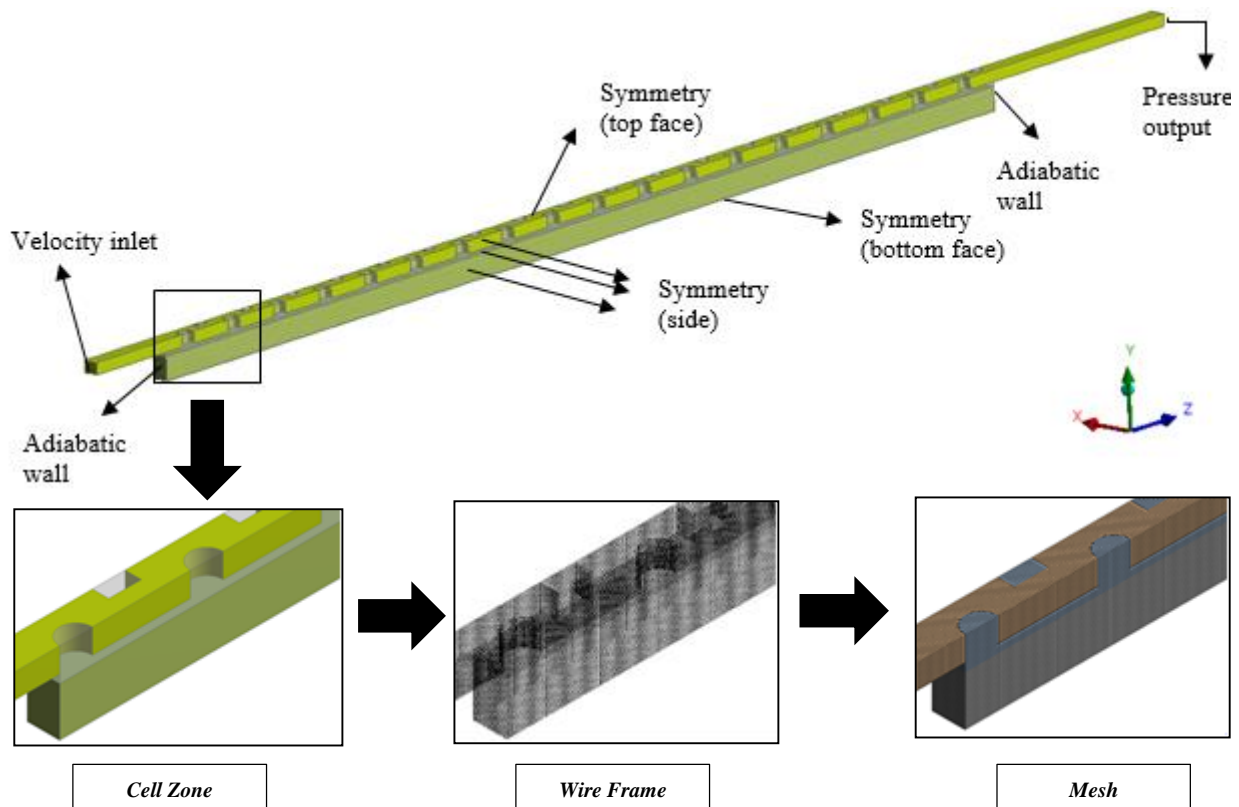 Symmetry
(top face)
Pressure
output
Adiabatic
wall
Symmetry
(bottom face)
Velocity inlet
Symmetry
(side)
Adiabatic
wall
Y
X
Z
Cell Zone
Wire Frame
Mesh